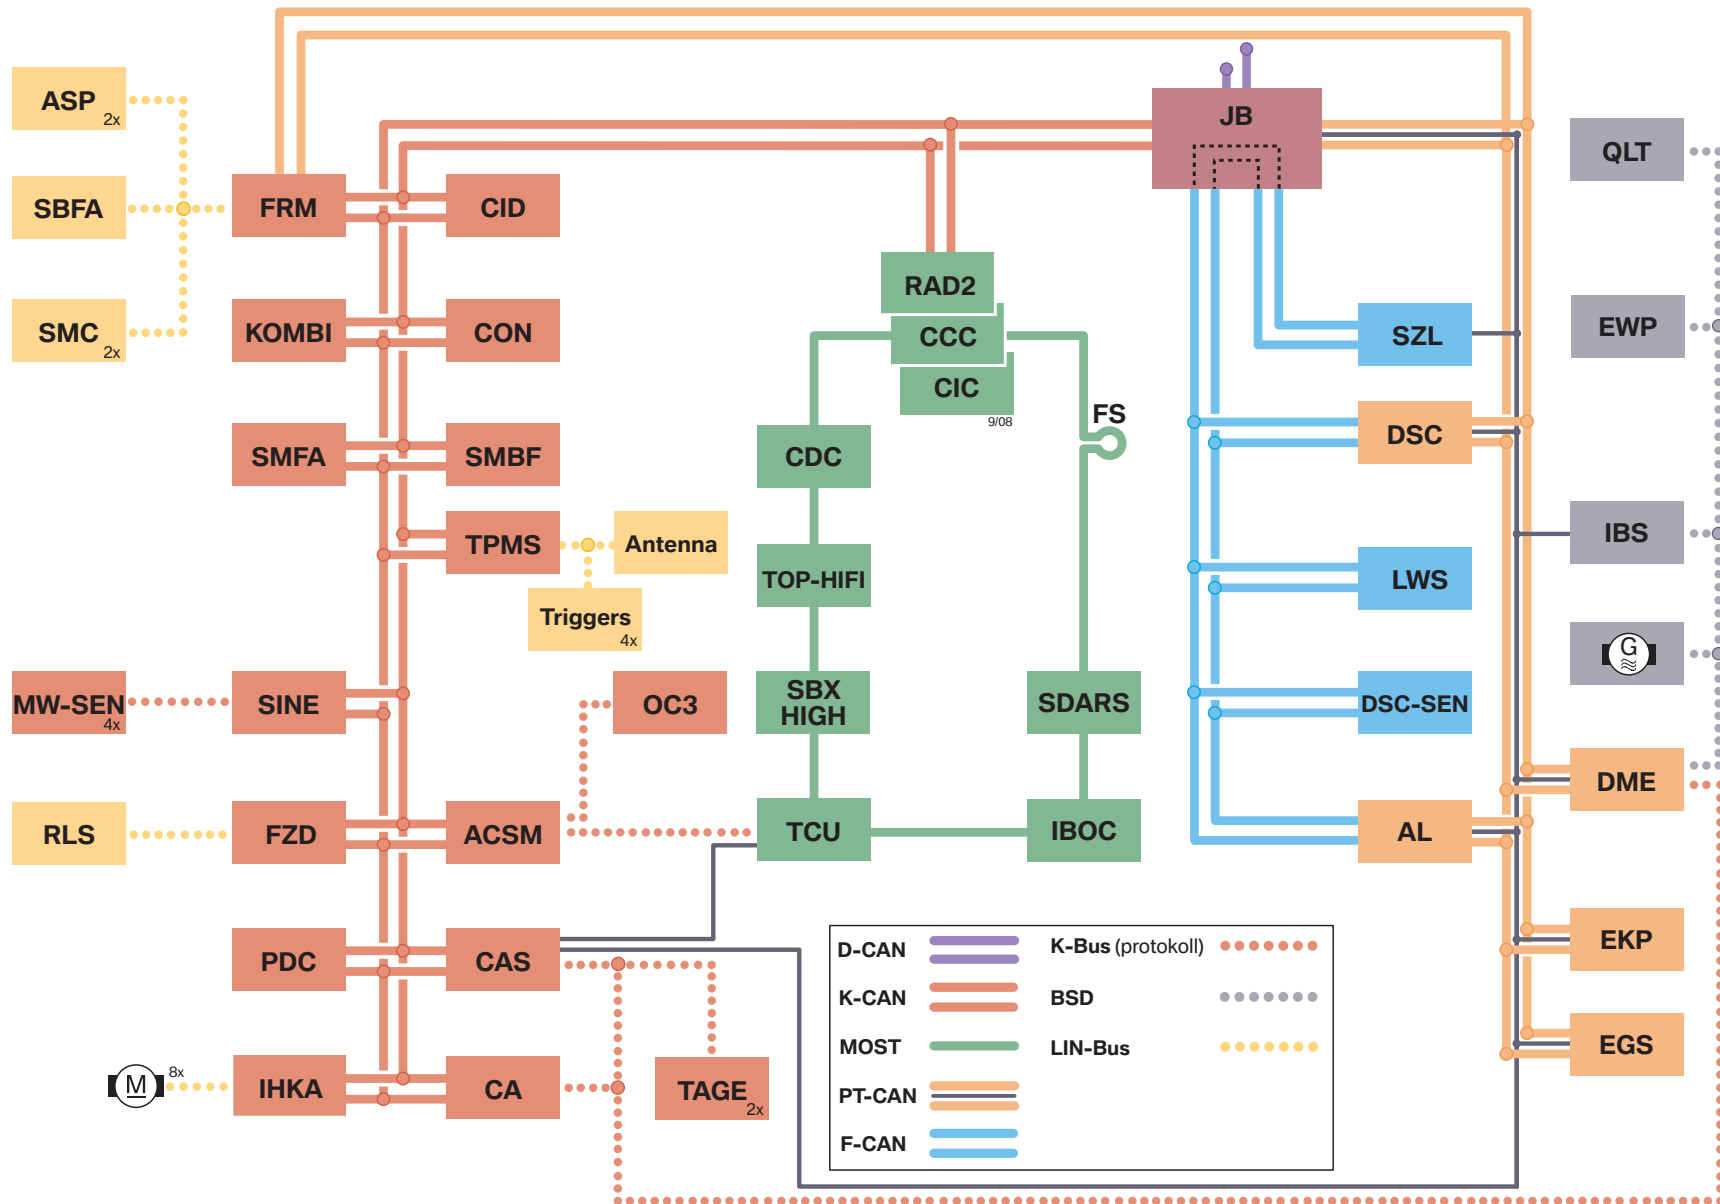 JB
ASP
2x
QLT
SBFA
FRM
CID
RAD2
SMC
2x
KOMBI
CON
CCC
SZL
EWP
CIC
9/08
FS
SMFA
SMBF
CDC
DSC
TPMS
Antenna
IBS
TOP-HIFI
LWS
Triggers
4x
G
MW-SEN
4x
SINE
OC3
SBX
HIGH
SDARS
DSC-SEN
DME
RLS
FZD
ACSM
TCU
IBOC
AL
PDC
CAS
EKP
D-CAN
K-Bus (protokoll)
K-CAN
BSD
MOST
LIN-Bus
PT-CAN
F-CAN
EGS
M
8x
IHKA
CA
TAGE
2x